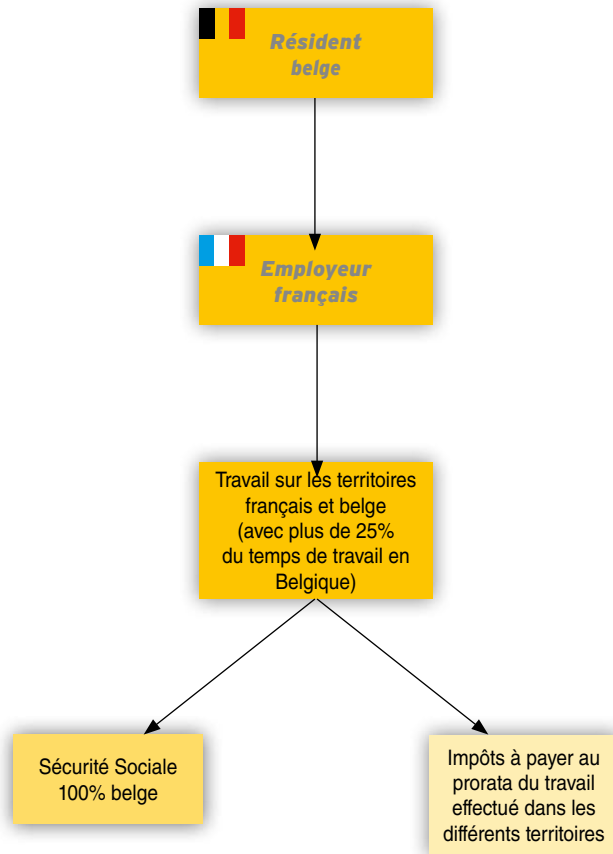 Résident
belge
Employeur
français
Travail sur les territoires
français et belge
(avec plus de 25%
du temps de travail en
Belgique)
Sécurité Sociale
100% belge
Impôts à payer au
prorata du travail
effectué dans les
différents territoires